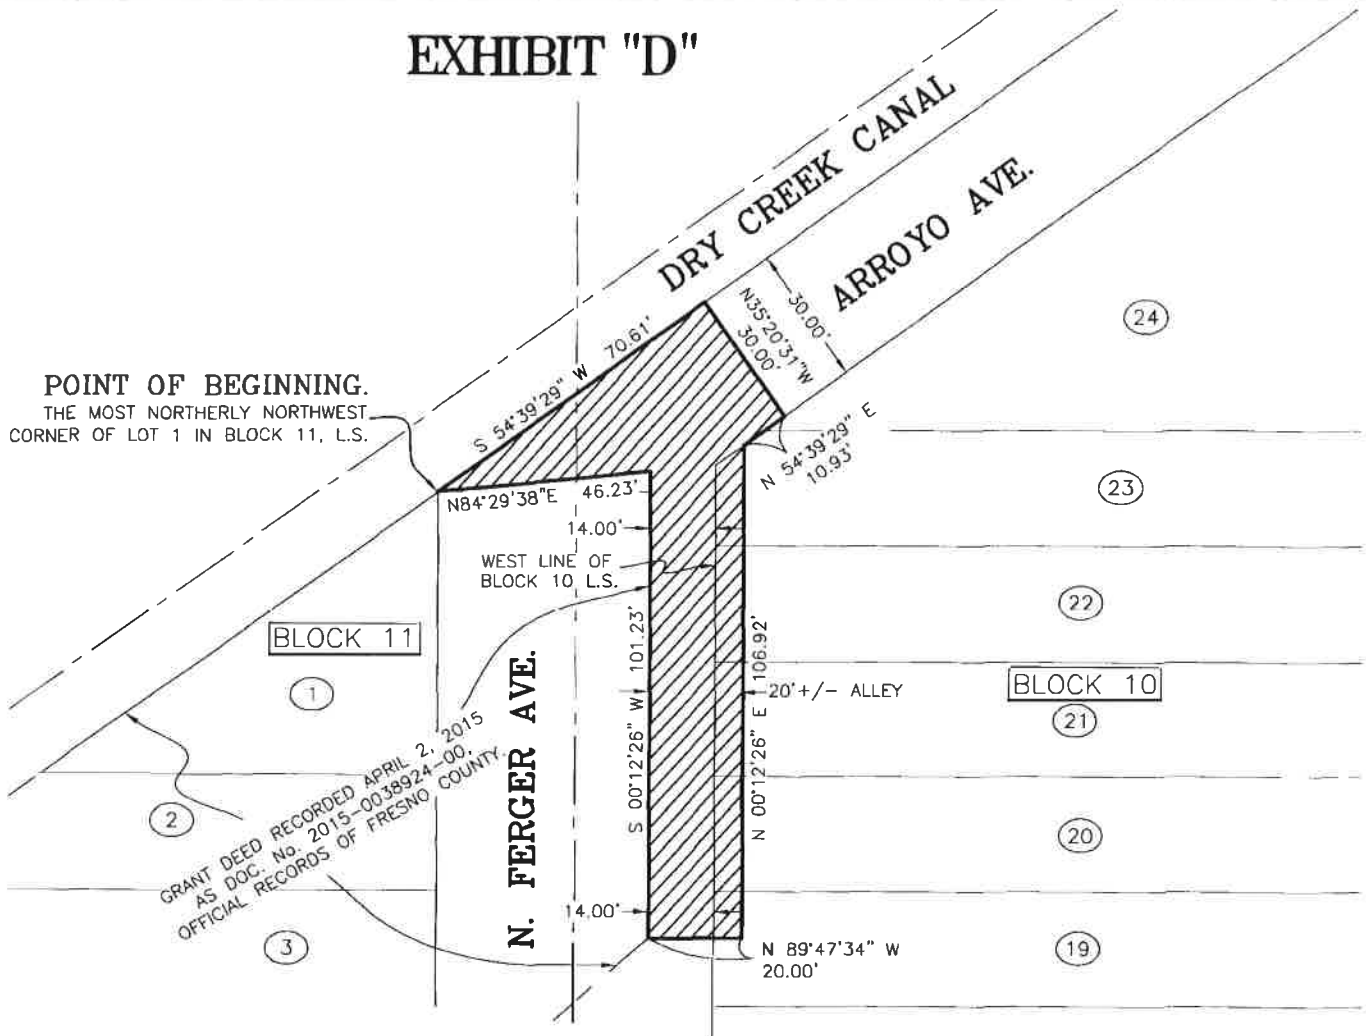 EXHIBIT "D"
DRY CREEK CANAL
ARROYO AVE.
30.00'
N35°20'31"W
30.00'
S 54°39'29" W 70.61'
POINT OF BEGINNING.
THE MOST NORTHERLY NORTHWEST
CORNER OF LOT 1 IN BLOCK 11, L.S.
N 54°39'29" E
10.93'
N84°29'38"E 46.23'
14.00'
WEST LINE OF
BLOCK 10 L.S.
24
23
22
BLOCK 10
21
20
19
BLOCK 11
1
2
3
S 00°12'26" W 101.23'
N 00°12'26" E 106.92'
20'+/- ALLEY
N. FERGER AVE.
GRANT DEED RECORDED APRIL 2, 2015
AS DOC. No. 2015-0038924-00,
OFFICIAL RECORDS OF FRESNO COUNTY.
14.00'
N 89°47'34" W
20.00'